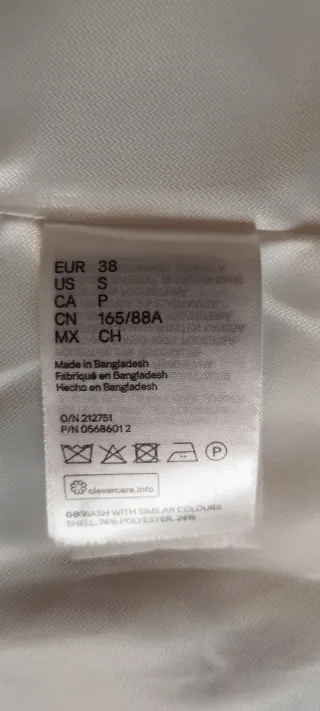 EUR 38
US S
CA P
CN 165/88A
MX CH
Made in Bangladesh
Fabriqué en Bangladesh
Hecho en Bangladesh
O/N 212751
P/N 0568601 2
P
clevercare.info
GB:WASH WITH SIMILAR COLOURS
SHELL: 74% POLYESTER, 24%